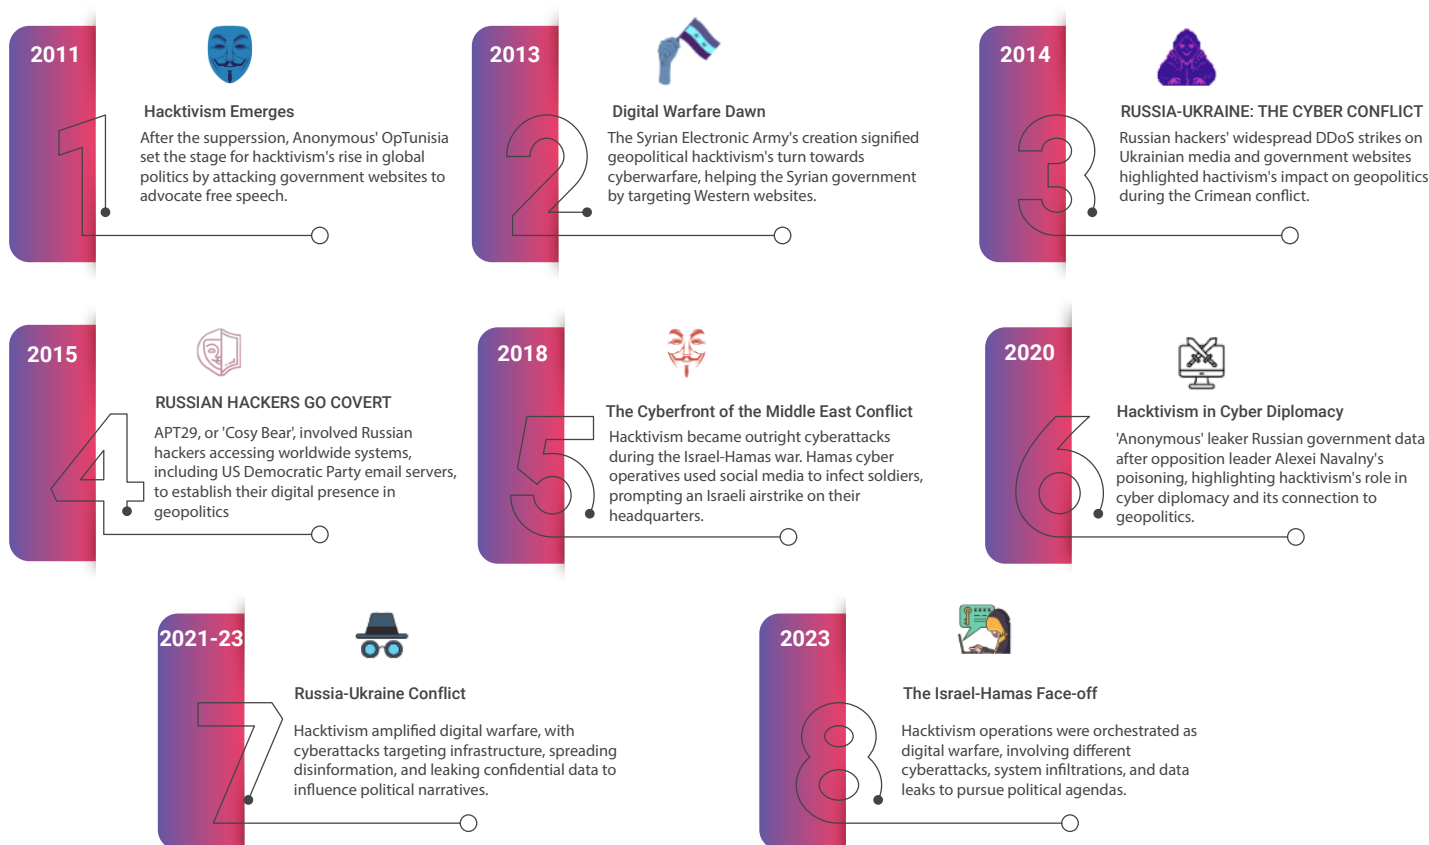 2011
1
Hacktivism Emerges
After the supperssion, Anonymous' OpTunisia
set the stage for hacktivism's rise in global
politics by attacking government websites to
advocate free speech.
2013
2
Digital Warfare Dawn
The Syrian Electronic Army's creation signified
geopolitical hacktivism's turn towards
cyberwarfare, helping the Syrian government
by targeting Western websites.
2014
3
RUSSIA-UKRAINE: THE CYBER CONFLICT
Russian hackers' widespread DDoS strikes on
Ukrainian media and government websites
highlighted hactivism's impact on geopolitics
during the Crimean conflict.
2015
4
RUSSIAN HACKERS GO COVERT
APT29, or 'Cosy Bear', involved Russian
hackers accessing worldwide systems,
including US Democratic Party email servers,
to establish their digital presence in
geopolitics
2018
5
The Cyberfront of the Middle East Conflict
Hacktivism became outright cyberattacks
during the Israel-Hamas war. Hamas cyber
operatives used social media to infect soldiers,
prompting an Israeli airstrike on their
headquarters.
2020
6
Hacktivism in Cyber Diplomacy
'Anonymous' leaker Russian government data
after opposition leader Alexei Navalny's
poisoning, highlighting hacktivism's role in
cyber diplomacy and its connection to
geopolitics.
2021-23
7
Russia-Ukraine Conflict
Hacktivism amplified digital warfare, with
cyberattacks targeting infrastructure, spreading
disinformation, and leaking confidential data to
influence political narratives.
2023
8
The Israel-Hamas Face-off
Hacktivism operations were orchestrated as
digital warfare, involving different
cyberattacks, system infiltrations, and data
leaks to pursue political agendas.